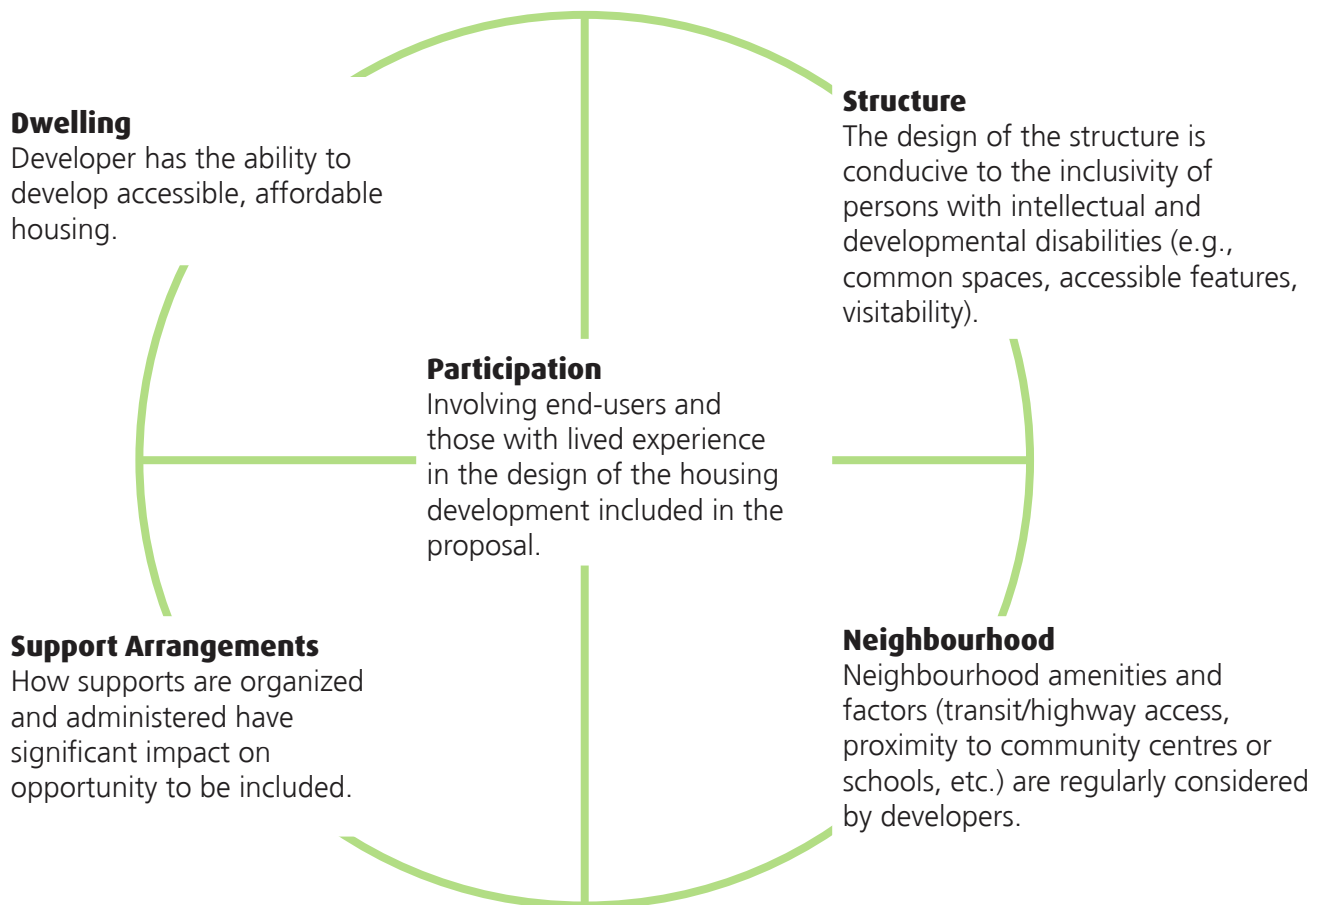 Dwelling
Developer has the ability to
develop accessible, affordable
housing.
Structure
The design of the structure is
conducive to the inclusivity of
persons with intellectual and
developmental disabilities (e.g.,
common spaces, accessible features,
visitability).
Participation
Involving end-users and
those with lived experience
in the design of the housing
development included in the
proposal.
Support Arrangements
How supports are organized
and administered have
significant impact on
opportunity to be included.
Neighbourhood
Neighbourhood amenities and
factors (transit/highway access,
proximity to community centres or
schools, etc.) are regularly considered
by developers.